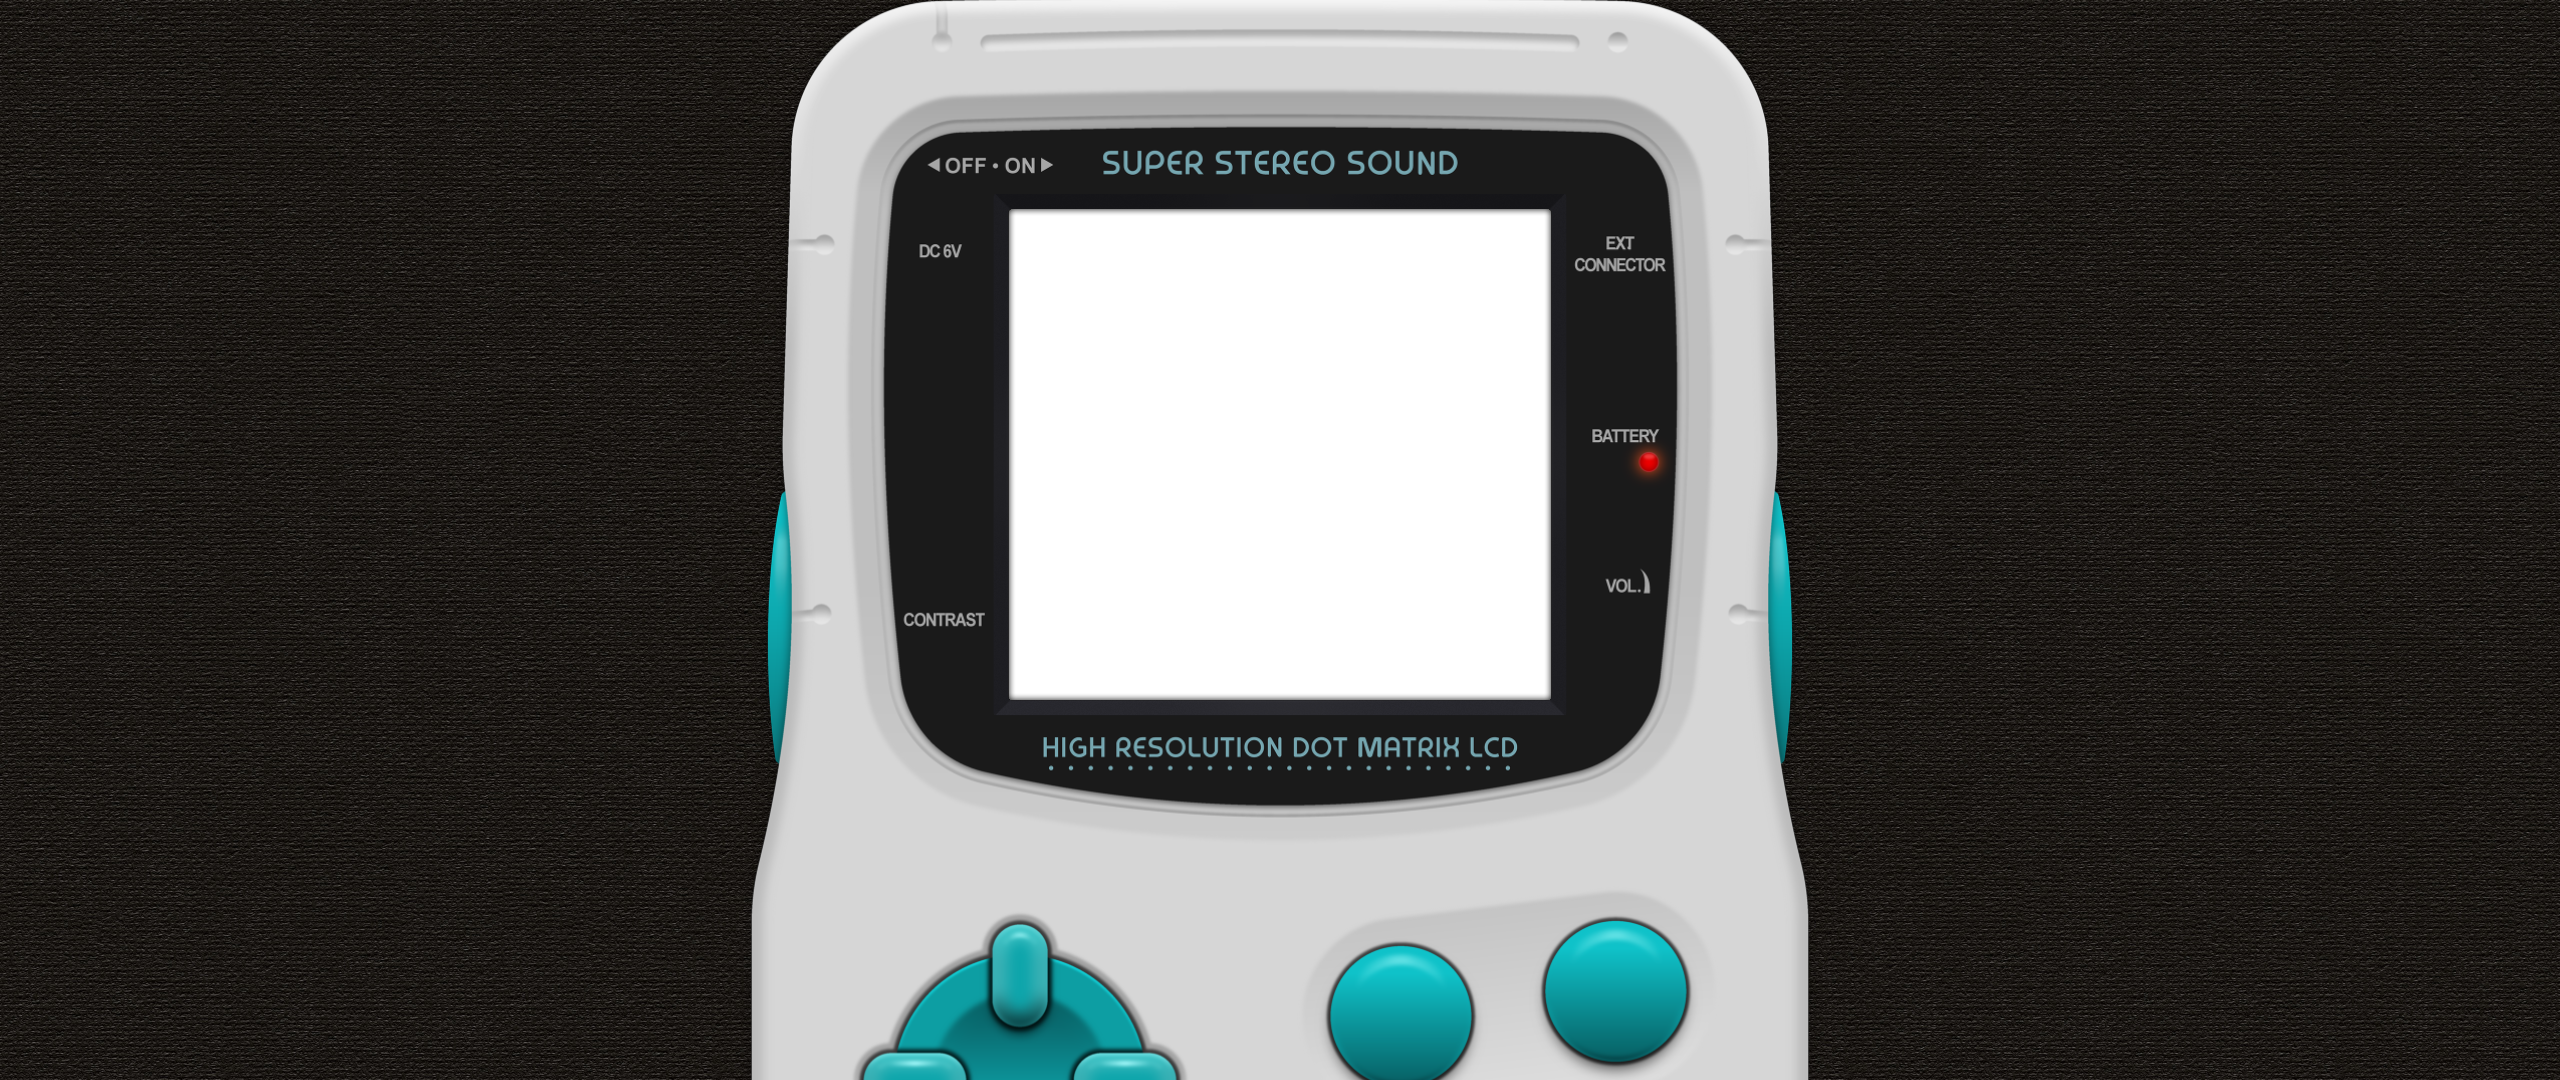 ◀OFF • ON▶
SUPER STEREO SOUND
DC 6V
EXT
CONNECTOR
BATTERY
VOL.
CONTRAST
HIGH RESOLUTION DOT MATRIX LCD